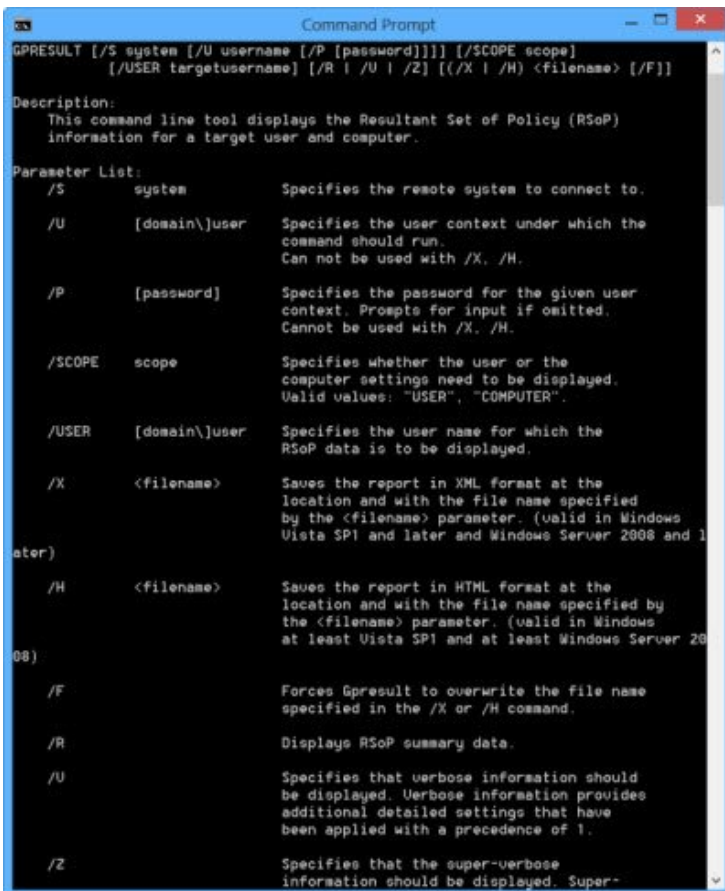 Command Prompt
GPRESULT [/S system [/U username [/P [password]]]] [/SCOPE scope]
[/USER targetusername] [/R | /V | /Z] [(/X | /H) <filename> [/F]]
Description:
This command line tool displays the Resultant Set of Policy (RSoP)
information for a target user and computer.
Parameter List:
/S system Specifies the remote system to connect to.
/U [domain\]user Specifies the user context under which the
command should run.
Can not be used with /X, /H.
/P [password] Specifies the password for the given user
context. Prompts for input if omitted.
Cannot be used with /X, /H.
/SCOPE scope Specifies whether the user or the
computer settings need to be displayed.
Valid values: "USER", "COMPUTER".
/USER [domain\]user Specifies the user name for which the
RSoP data is to be displayed.
/X <filename> Saves the report in XML format at the
location and with the file name specified
by the <filename> parameter. (valid in Windows
Vista SP1 and later and Windows Server 2008 and l
ater)
/H <filename> Saves the report in HTML format at the
location and with the file name specified by
the <filename> parameter. (valid in Windows
at least Vista SP1 and at least Windows Server 20
08)
/F Forces Gpresult to overwrite the file name
specified in the /X or /H command.
/R Displays RSoP summary data.
/V Specifies that verbose information should
be displayed. Verbose information provides
additional detailed settings that have
been applied with a precedence of 1.
/Z Specifies that the super-verbose
information should be displayed. Super-